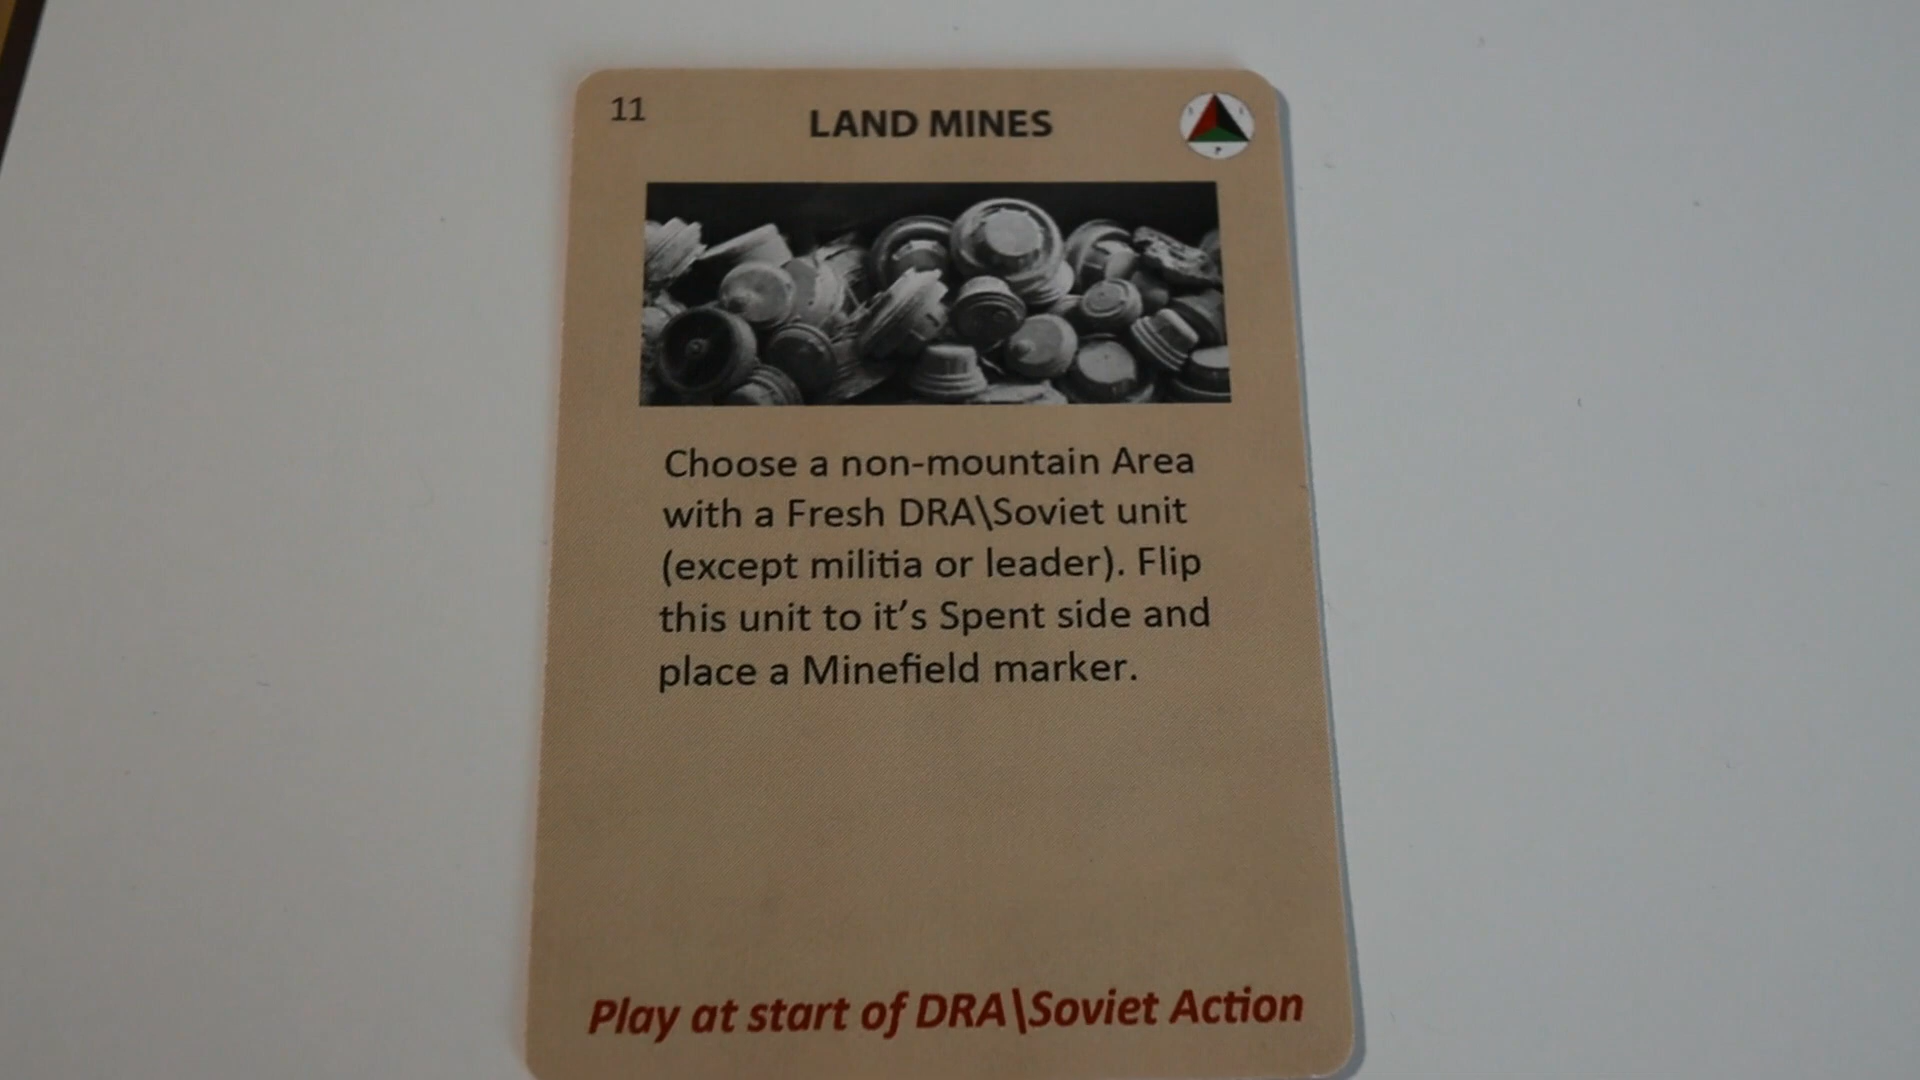 11
LAND MINES
Choose a non-mountain Area
with a Fresh DRA\Soviet unit
(except militia or leader). Flip
this unit to it’s Spent side and
place a Minefield marker.
Play at start of DRA\Soviet Action